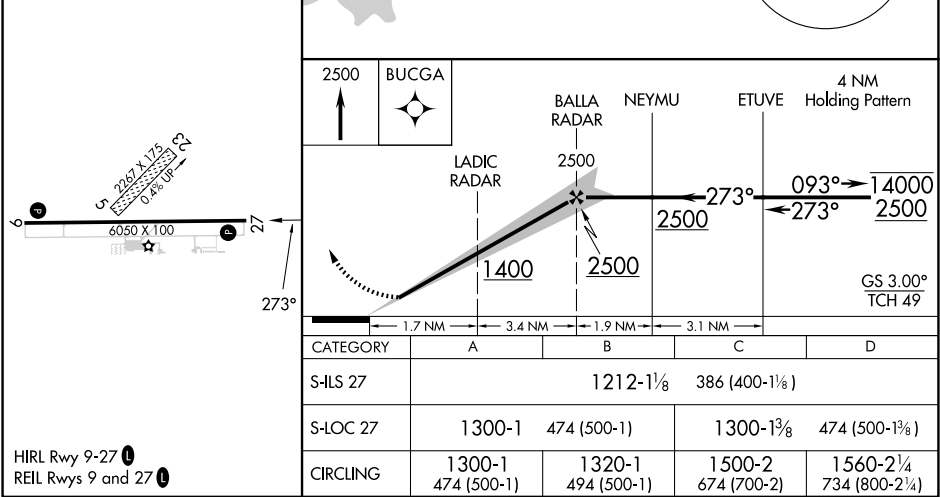 2267 X 175
0.4% UP
5
23
P
9
6050 X 100
P
27
273°
HIRL Rwy 9-27 L
REIL Rwys 9 and 27 L
2500
BUCGA
LADIC
RADAR
BALLA
RADAR
NEYMU
ETUVE
4 NM
Holding Pattern
2500
273°
093°
14000
273°
2500
2500
1400
2500
GS 3.00°
TCH 49
1.7 NM
3.4 NM
1.9 NM
3.1 NM
CATEGORY A B C D
S-ILS 27 1212-1⅛ 386 (400-1⅛)
S-LOC 27 1300-1 474 (500-1) 1300-1⅜ 474 (500-1⅜)
CIRCLING 1300-1 474 (500-1) 1320-1 494 (500-1) 1500-2 674 (700-2) 1560-2¼ 734 (800-2¼)